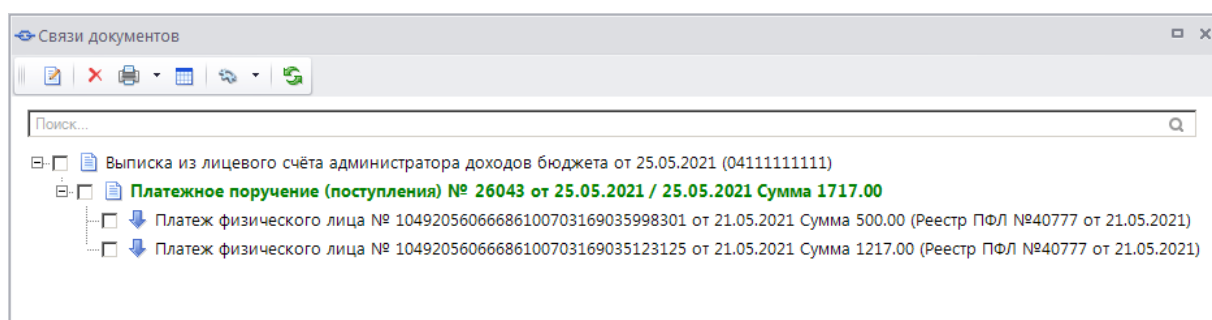 Связи документов
Поиск...
Выписка из лицевого счёта администратора доходов бюджета от 25.05.2021 (04111111111)
Платежное поручение (поступления) № 26043 от 25.05.2021 / 25.05.2021 Сумма 1717.00
Платеж физического лица № 10492056066686100703169035998301 от 21.05.2021 Сумма 500.00 (Реестр ПФЛ №40777 от 21.05.2021)
Платеж физического лица № 10492056066686100703169035123125 от 21.05.2021 Сумма 1217.00 (Реестр ПФЛ №40777 от 21.05.2021)